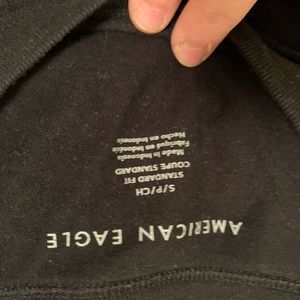 AMERICAN EAGLE
S/P/CH
STANDARD FIT
COUPE STANDARD
Made in Indonesia
Fabriqué en Indonésie
Hecho en Indonesia